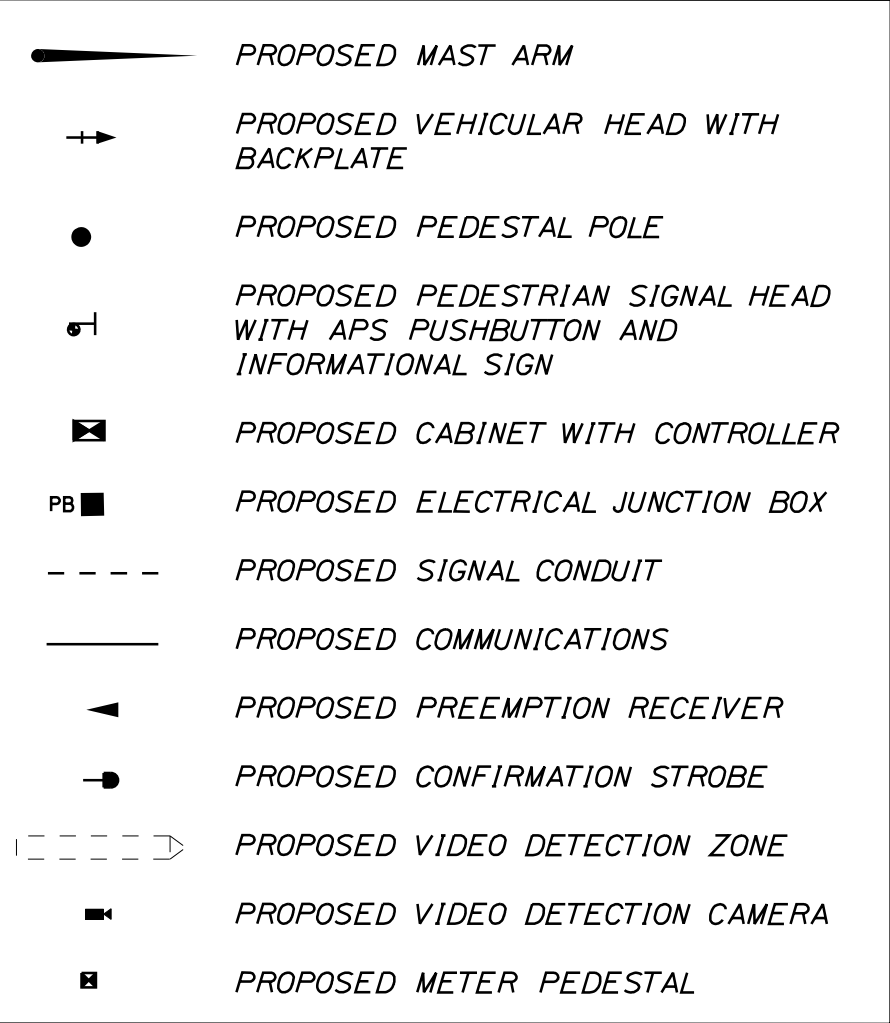 PROPOSED MAST ARM
PROPOSED VEHICULAR HEAD WITH
BACKPLATE
PROPOSED PEDESTAL POLE
PROPOSED PEDESTRIAN SIGNAL HEAD
WITH APS PUSHBUTTON AND
INFORMATIONAL SIGN
PROPOSED CABINET WITH CONTROLLER
PB PROPOSED ELECTRICAL JUNCTION BOX
PROPOSED SIGNAL CONDUIT
PROPOSED COMMUNICATIONS
PROPOSED PREEMPTION RECEIVER
PROPOSED CONFIRMATION STROBE
PROPOSED VIDEO DETECTION ZONE
PROPOSED VIDEO DETECTION CAMERA
PROPOSED METER PEDESTAL